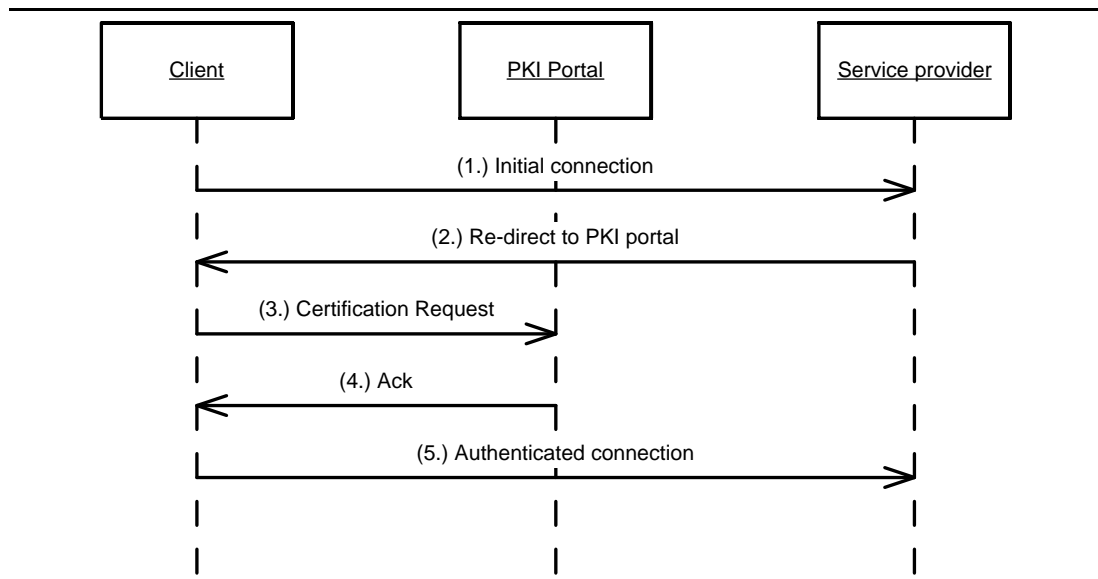 Client
PKI Portal
Service provider
(1.) Initial connection
(2.) Re-direct to PKI portal
(3.) Certification Request
(4.) Ack
(5.) Authenticated connection